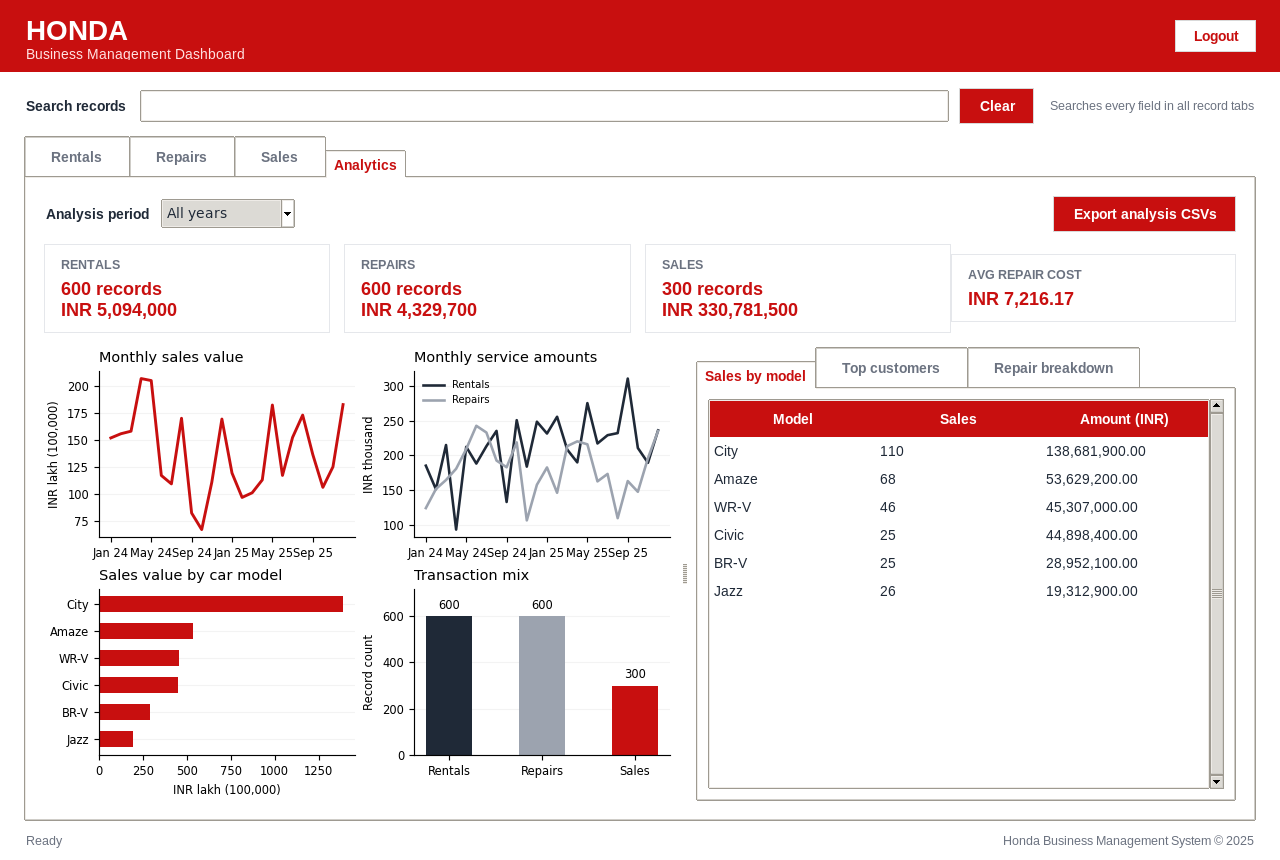 HONDA
Business Management Dashboard
Logout
Search records
Clear
Searches every field in all record tabs
Rentals
Repairs
Sales
Analytics
Analysis period
All years
Export analysis CSVs
RENTALS
600 records
INR 5,094,000
REPAIRS
600 records
INR 4,329,700
SALES
300 records
INR 330,781,500
AVG REPAIR COST
INR 7,216.17
Monthly sales value
INR lakh (100,000)
200
175
150
125
100
75
Jan 24 May 24 Sep 24 Jan 25 May 25 Sep 25
Monthly service amounts
INR thousand
Rentals
Repairs
300
250
200
150
100
Jan 24 May 24 Sep 24 Jan 25 May 25 Sep 25
Sales value by car model
City
Amaze
WR-V
Civic
BR-V
Jazz
0 250 500 750 1000 1250
INR lakh (100,000)
Transaction mix
Record count
600
400
200
0
600 600 300
Rentals Repairs Sales
Sales by model
Top customers
Repair breakdown
Model Sales Amount (INR)
City 110 138,681,900.00
Amaze 68 53,629,200.00
WR-V 46 45,307,000.00
Civic 25 44,898,400.00
BR-V 25 28,952,100.00
Jazz 26 19,312,900.00
Ready
Honda Business Management System © 2025